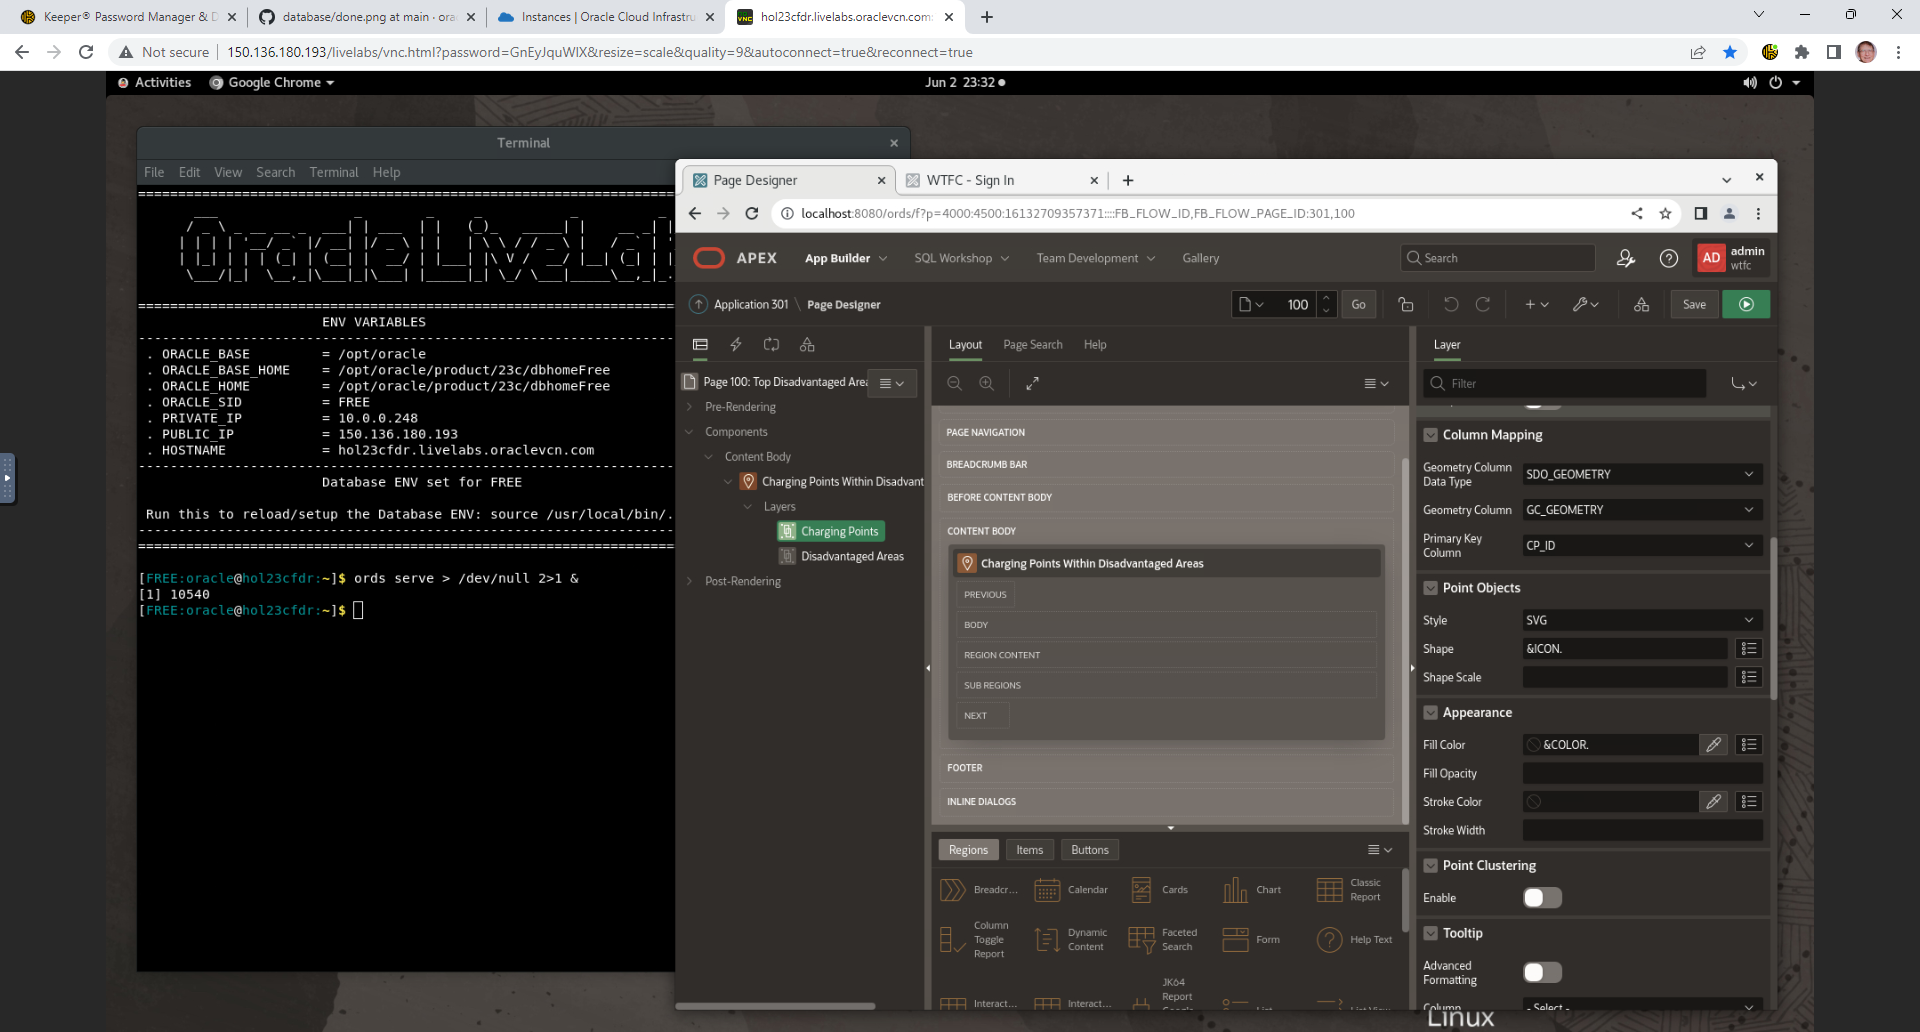 Keeper® Password Manager & D
database/done.png at main · ora
Instances | Oracle Cloud Infrastru
hol23cfdr.livelabs.oraclevcn.com
Not secure
150.136.180.193/livelabs/vnc.html?password=GnEyJquWlX&resize=scale&quality=9&autoconnect=true&reconnect=true
Activities
Google Chrome
Jun 2 23:32
Terminal
File Edit View Search Terminal Help
ENV VARIABLES
. ORACLE_BASE = /opt/oracle
. ORACLE_BASE_HOME = /opt/oracle/product/23c/dbhomeFree
. ORACLE_HOME = /opt/oracle/product/23c/dbhomeFree
. ORACLE_SID = FREE
. PRIVATE_IP = 10.0.0.248
. PUBLIC_IP = 150.136.180.193
. HOSTNAME = hol23cfdr.livelabs.oraclevcn.com
Database ENV set for FREE
Run this to reload/setup the Database ENV: source /usr/local/bin/.
[FREE:oracle@hol23cfdr:~]$ ords serve > /dev/null 2>1 &
[1] 10540
[FREE:oracle@hol23cfdr:~]$
Page Designer
WTFC - Sign In
localhost:8080/ords/f?p=4000:4500:16132709357371::::FB_FLOW_ID,FB_FLOW_PAGE_ID:301,100
APEX
App Builder
SQL Workshop
Team Development
Gallery
Search
AD
admin
wtfc
Application 301 \ Page Designer
100
Go
Save
Page 100: Top Disadvantaged Area
Pre-Rendering
Components
Content Body
Charging Points Within Disadvant
Layers
Charging Points
Disadvantaged Areas
Post-Rendering
Layout
Page Search
Help
PAGE NAVIGATION
BREADCRUMB BAR
BEFORE CONTENT BODY
CONTENT BODY
Charging Points Within Disadvantaged Areas
PREVIOUS
BODY
REGION CONTENT
SUB REGIONS
NEXT
FOOTER
INLINE DIALOGS
Regions
Items
Buttons
Breadcr...
Calendar
Cards
Chart
Classic
Report
Column
Toggle
Report
Dynamic
Content
Faceted
Search
Form
Help Text
Interact...
Interact...
JK64
Report
Google
List
List View
Layer
Filter
Column Mapping
Geometry Column
Data Type
SDO_GEOMETRY
Geometry Column
GC_GEOMETRY
Primary Key
Column
CP_ID
Point Objects
Style
SVG
Shape
&ICON.
Shape Scale
Appearance
Fill Color
&COLOR.
Fill Opacity
Stroke Color
Stroke Width
Point Clustering
Enable
Tooltip
Advanced
Formatting
Column
- Select -
Linux